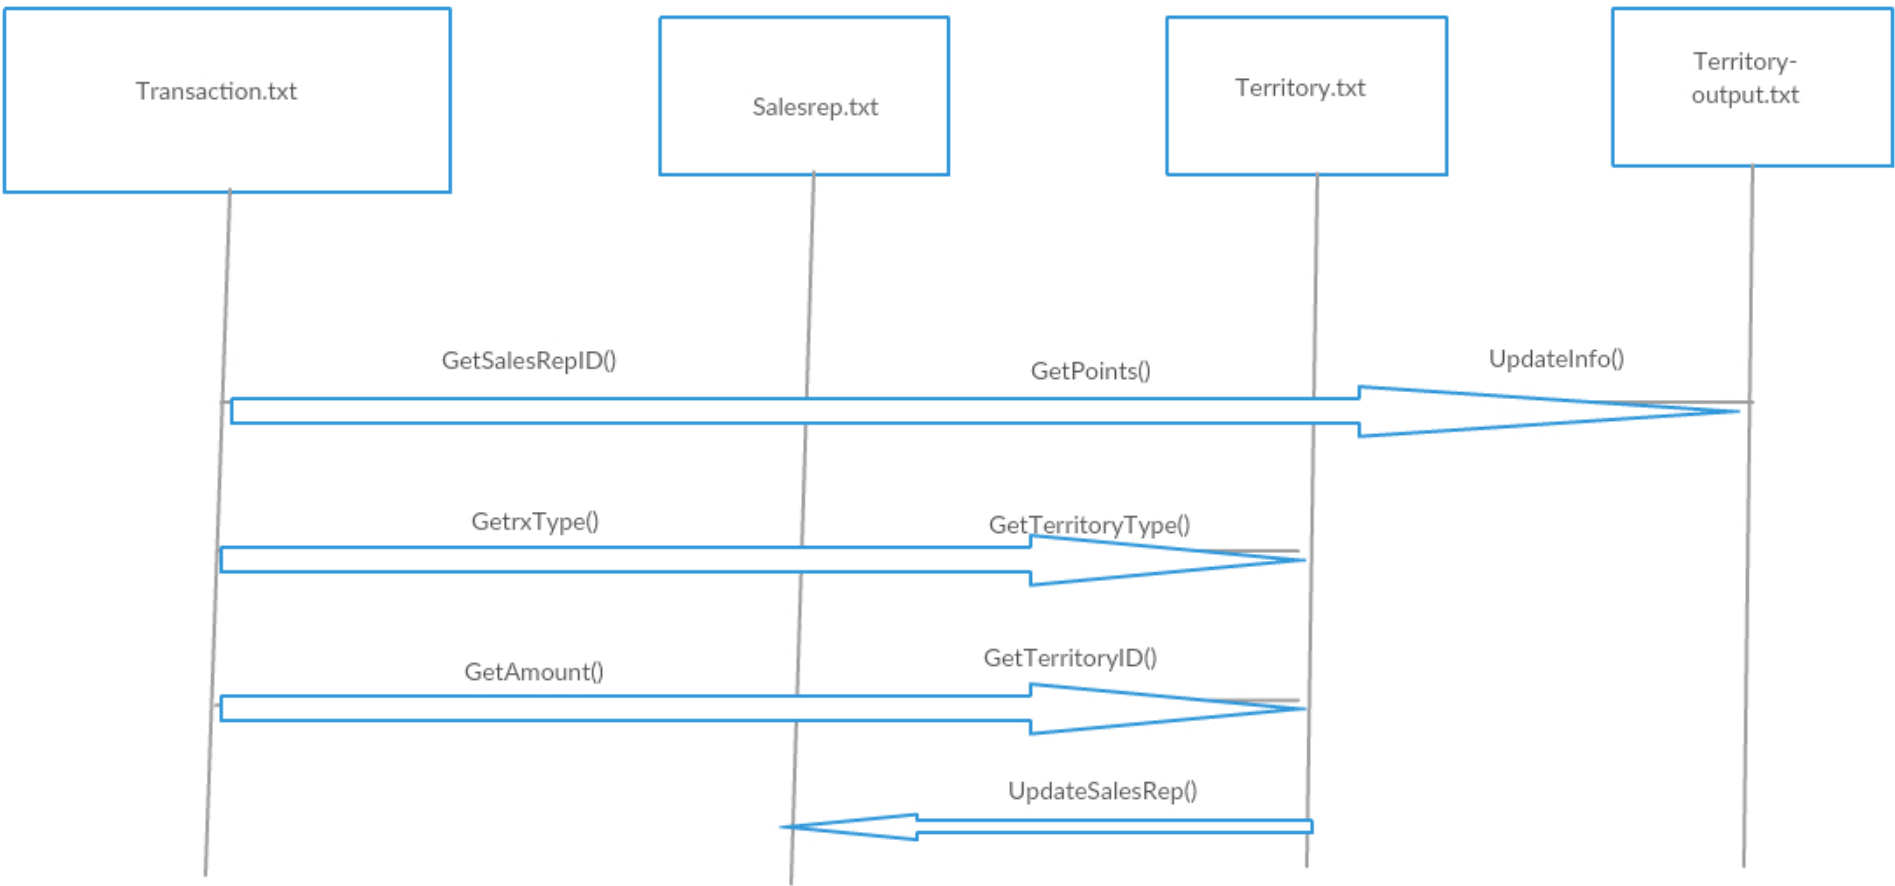 Transaction.txt
Salesrep.txt
Territory.txt
Territory-
output.txt
GetSalesRepID()
GetPoints()
UpdateInfo()
GetrxType()
GetTerritoryType()
GetAmount()
GetTerritoryID()
UpdateSalesRep()